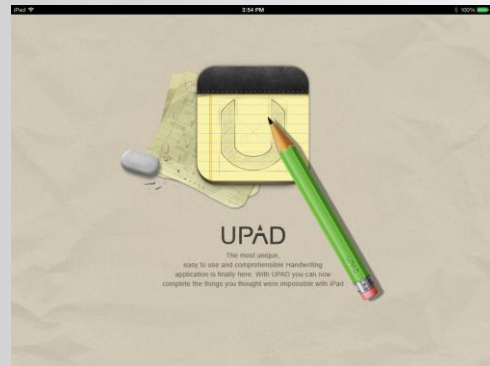 iPad 3:54 PM 100%
U
UPAD
The most unique,
easy to use and comprehensible Handwriting
application is finally here. With UPAD you can now
complete the things you thought were impossible with iPad